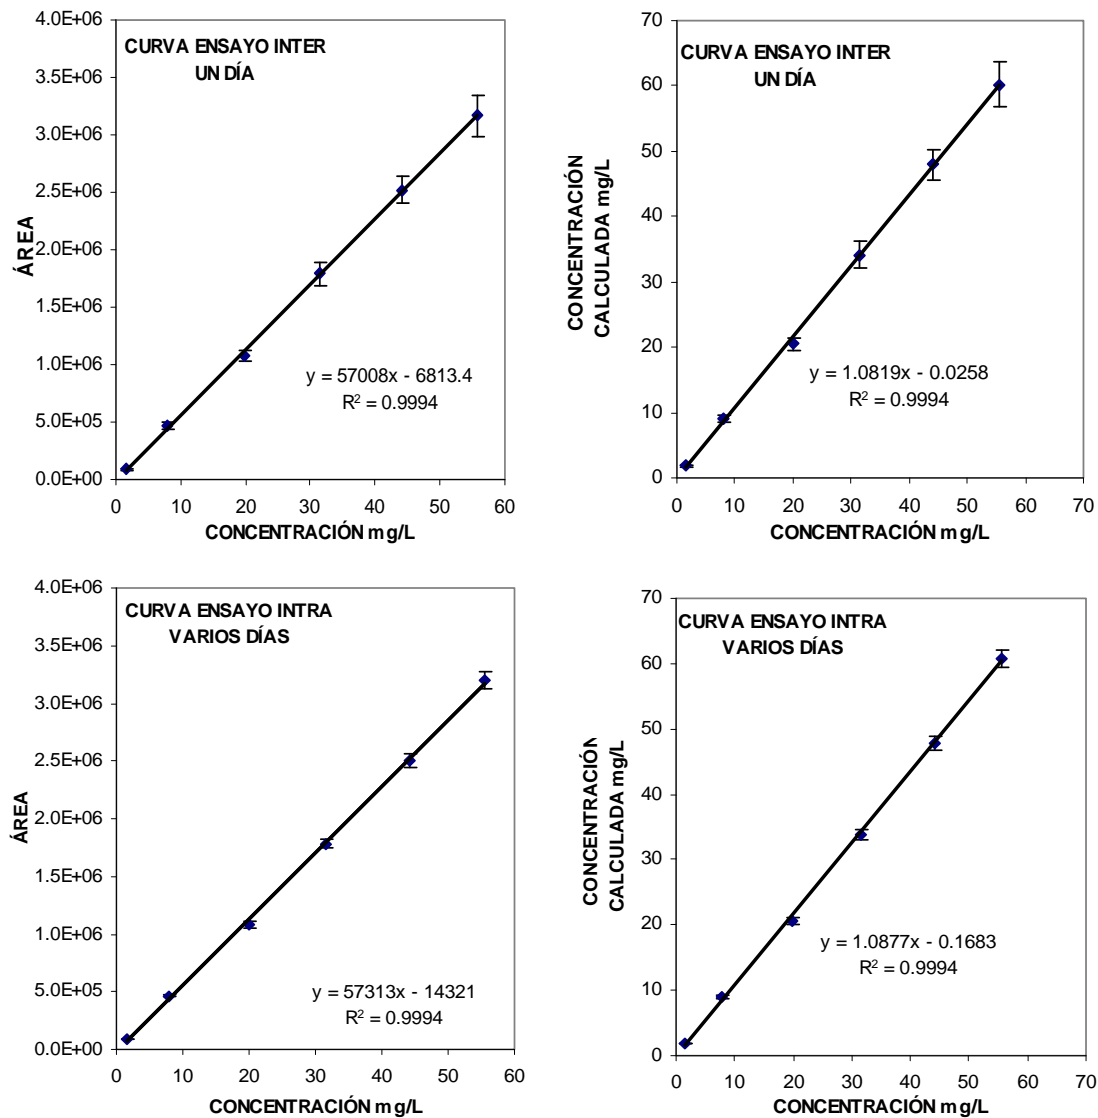 4.0E+06
3.5E+06
3.0E+06
2.5E+06
2.0E+06
1.5E+06
1.0E+06
5.0E+05
0.0E+00
ÁREA
CURVA ENSAYO INTER
UN DÍA
y = 57008x - 6813.4
R² = 0.9994
0 10 20 30 40 50 60
CONCENTRACIÓN mg/L
70
60
50
40
30
20
10
0
CONCENTRACIÓN
CALCULADA mg/L
CURVA ENSAYO INTER
UN DÍA
y = 1.0819x - 0.0258
R² = 0.9994
0 10 20 30 40 50 60 70
CONCENTRACIÓN mg/L
4.0E+06
3.5E+06
3.0E+06
2.5E+06
2.0E+06
1.5E+06
1.0E+06
5.0E+05
0.0E+00
ÁREA
CURVA ENSAYO INTRA
VARIOS DÍAS
y = 57313x - 14321
R² = 0.9994
0 10 20 30 40 50 60
CONCENTRACIÓN mg/L
70
60
50
40
30
20
10
0
CONCENTRACIÓN
CALCULADA mg/L
CURVA ENSAYO INTRA
VARIOS DÍAS
y = 1.0877x - 0.1683
R² = 0.9994
0 10 20 30 40 50 60 70
CONCENTRACIÓN mg/L